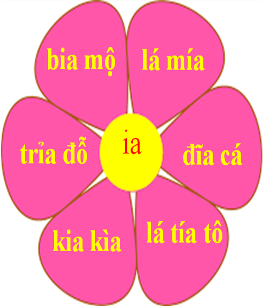 bia mộ
lá mía
trỉa đỗ
ia
đĩa cá
kia kìa
lá tía tô